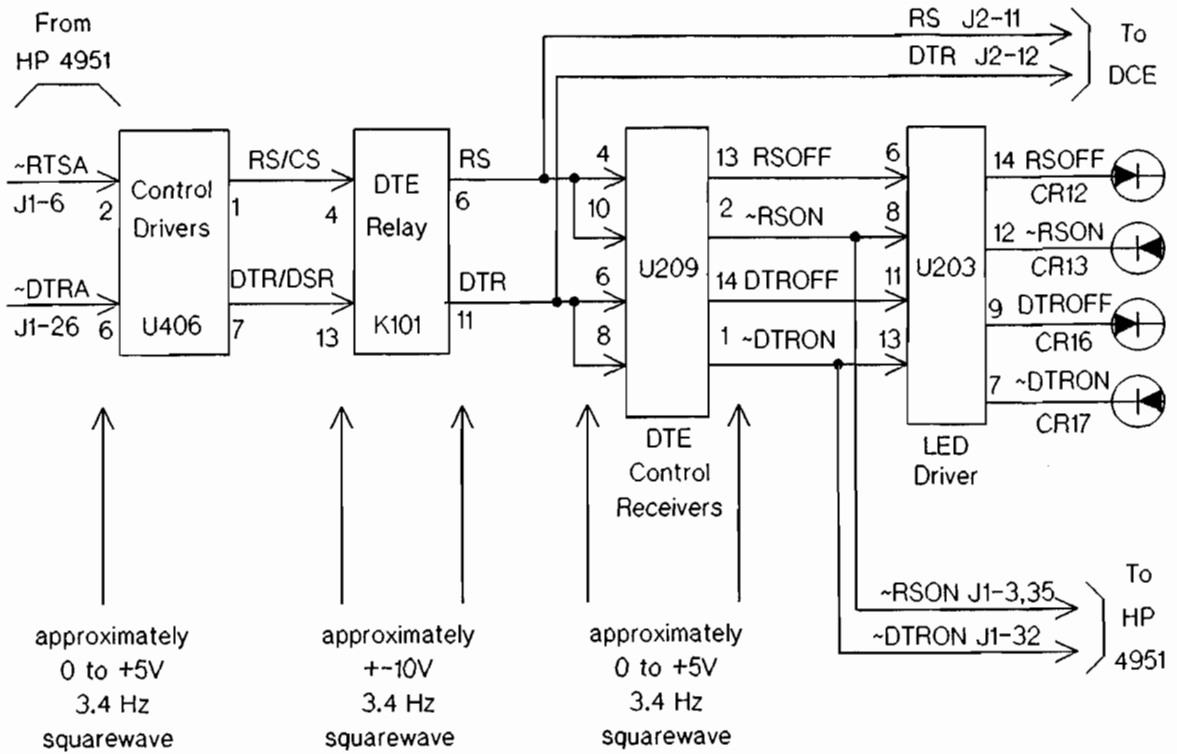 From
HP 4951
RS J2-11
DTR J2-12
To
DCE
~RTSA
J1-6
2
Control
Drivers
~DTRA
J1-26
6
U406
RS/CS
1
4
DTR/DSR
7
13
DTE
Relay
K101
RS
6
DTR
11
4
10
6
8
U209
DTE
Control
Receivers
13 RSOFF
2 ~RSON
14 DTROFF
1 ~DTRON
6
8
11
13
U203
LED
Driver
14 RSOFF
CR12
12 ~RSON
CR13
9 DTROFF
CR16
7 ~DTRON
CR17
~RSON J1-3,35
~DTRON J1-32
To
HP
4951
approximately
0 to +5V
3.4 Hz
squarewave
approximately
+-10V
3.4 Hz
squarewave
approximately
0 to +5V
3.4 Hz
squarewave